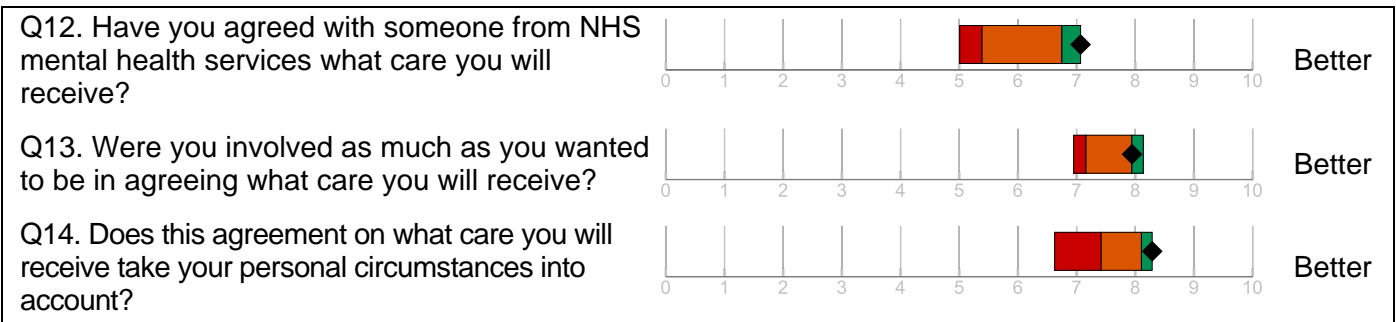 Q12. Have you agreed with someone from NHS
mental health services what care you will
receive?
0 1 2 3 4 5 6 7 8 9 10
Better
Q13. Were you involved as much as you wanted
to be in agreeing what care you will receive?
0 1 2 3 4 5 6 7 8 9 10
Better
Q14. Does this agreement on what care you will
receive take your personal circumstances into
account?
0 1 2 3 4 5 6 7 8 9 10
Better